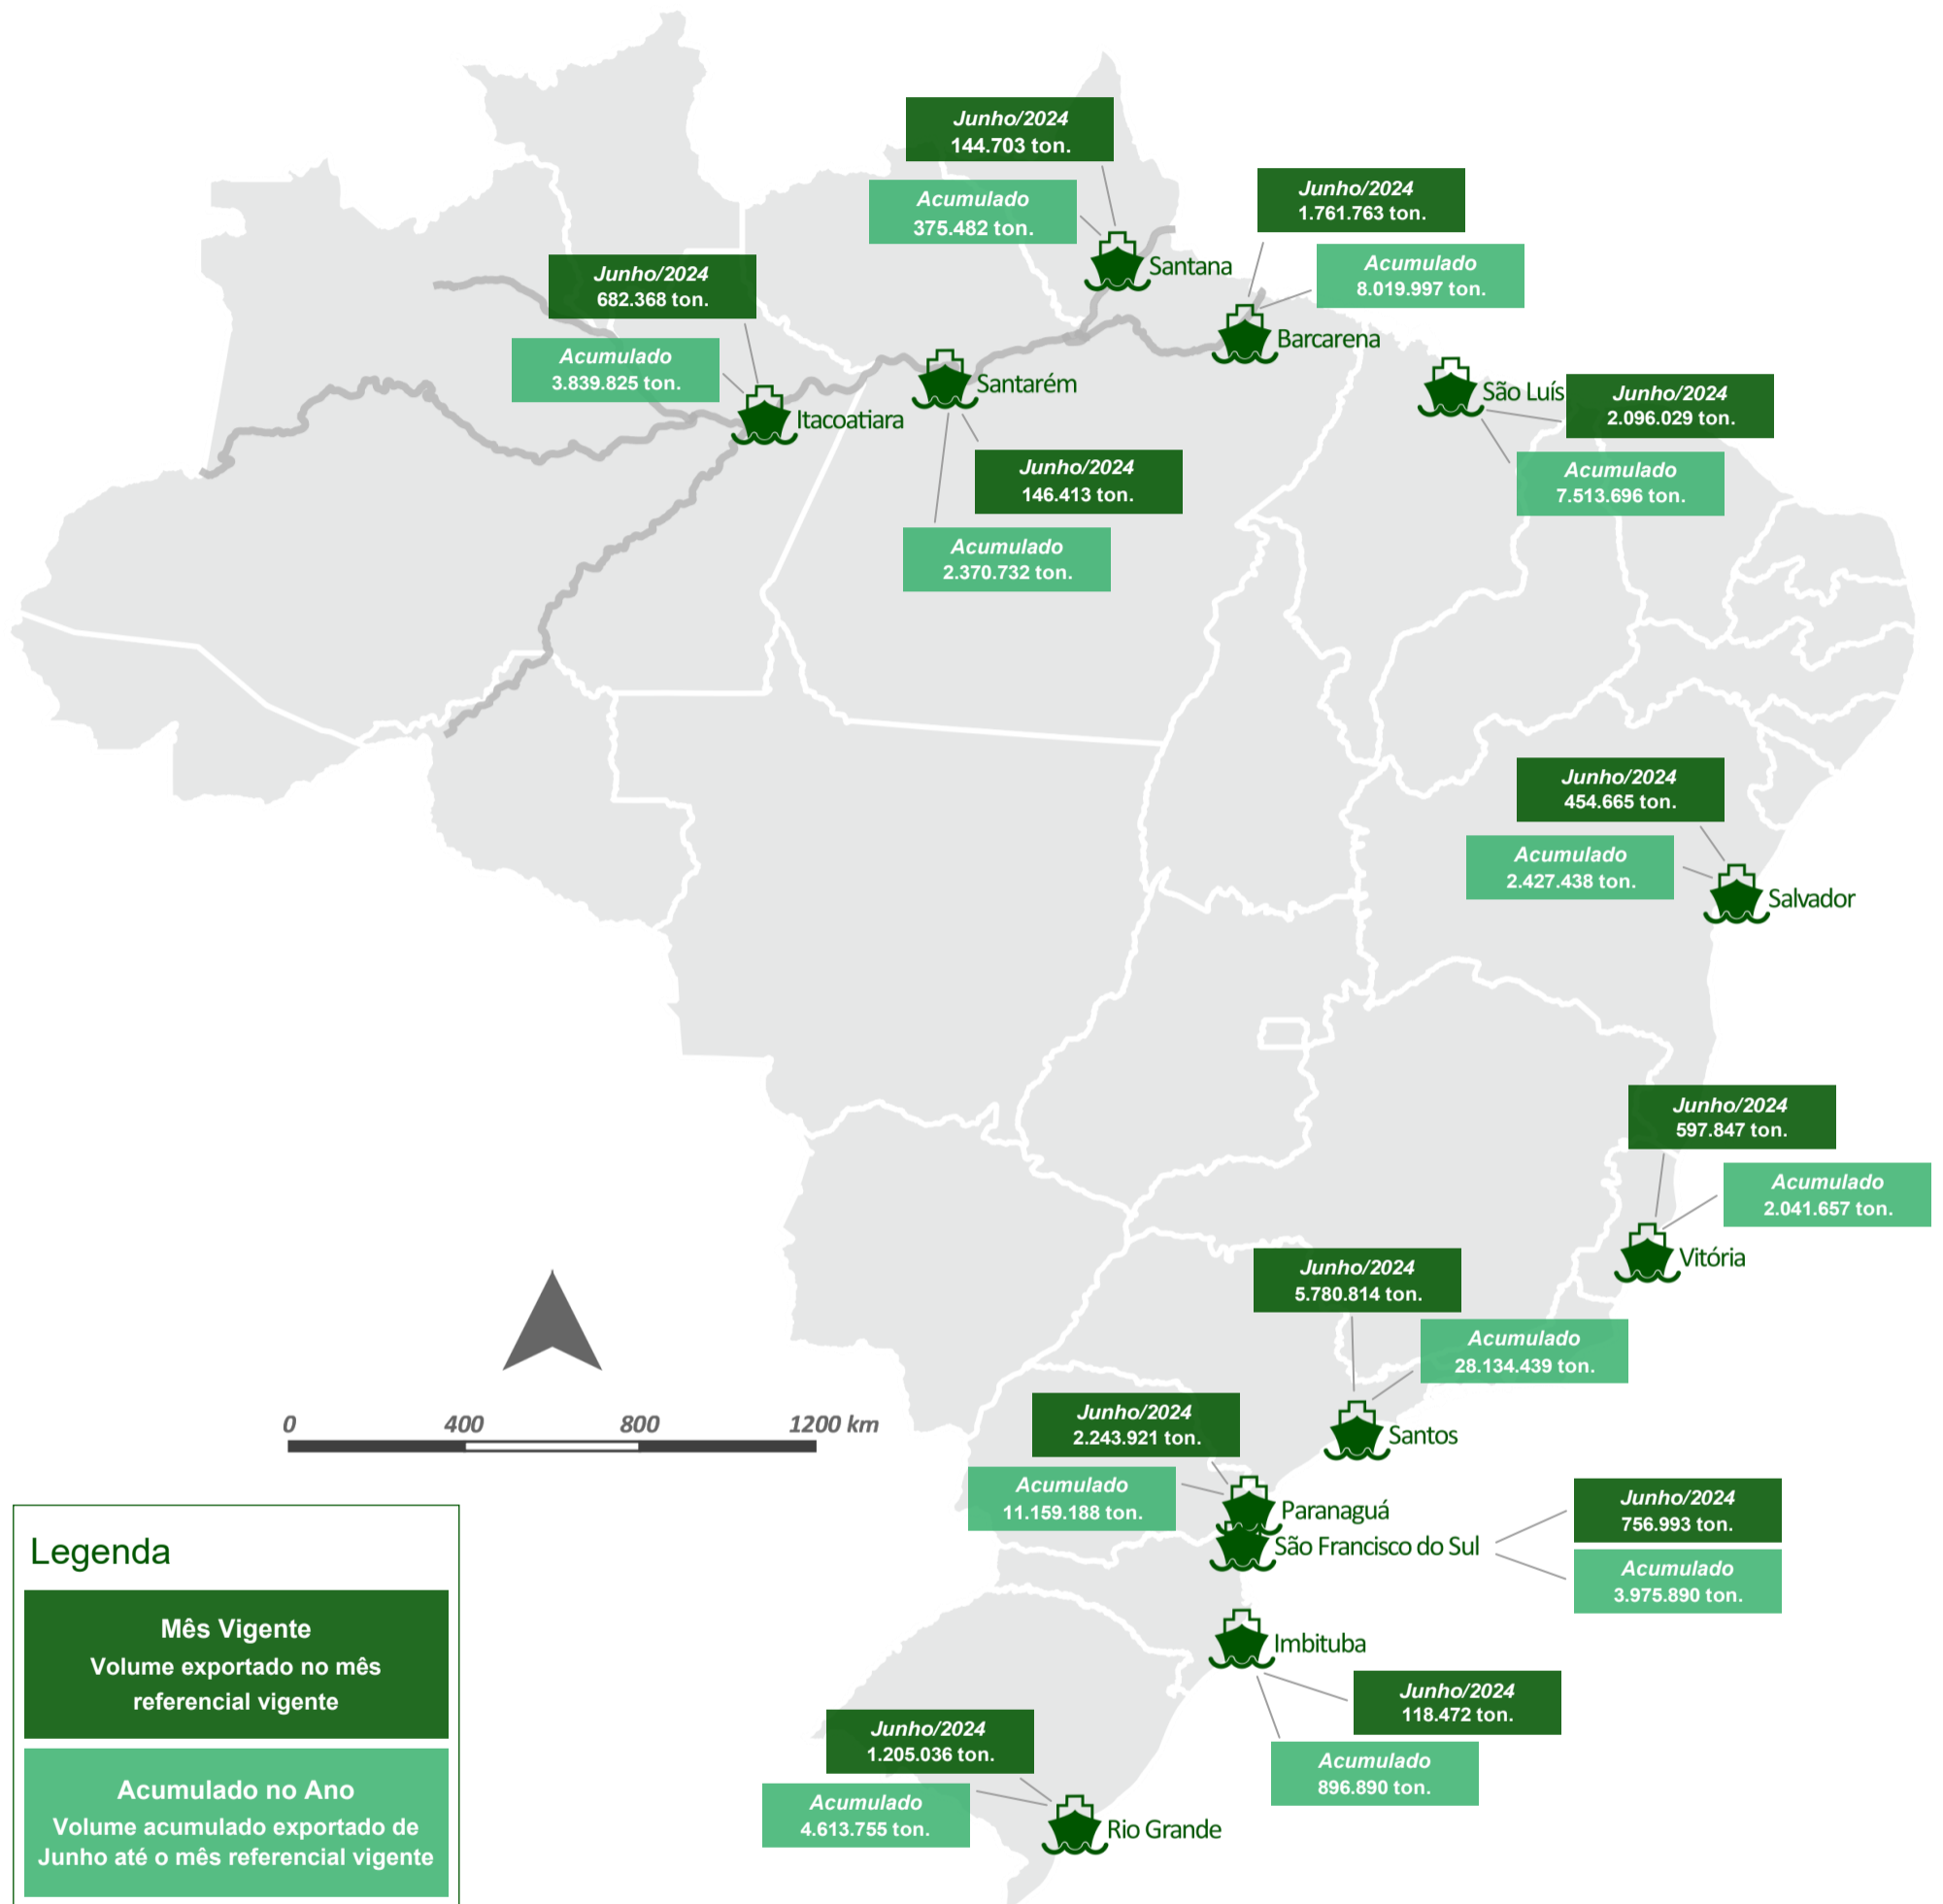 Junho/2024
144.703 ton.
Acumulado
375.482 ton.
Santana
Junho/2024
1.761.763 ton.
Acumulado
8.019.997 ton.
Barcarena
Junho/2024
682.368 ton.
Acumulado
3.839.825 ton.
Itacoatiara
Santarém
Junho/2024
146.413 ton.
Acumulado
2.370.732 ton.
São Luís
Junho/2024
2.096.029 ton.
Acumulado
7.513.696 ton.
Junho/2024
454.665 ton.
Acumulado
2.427.438 ton.
Salvador
Junho/2024
597.847 ton.
Acumulado
2.041.657 ton.
Vitória
Junho/2024
5.780.814 ton.
Acumulado
28.134.439 ton.
Santos
Junho/2024
2.243.921 ton.
Acumulado
11.159.188 ton.
Paranaguá
São Francisco do Sul
Junho/2024
756.993 ton.
Acumulado
3.975.890 ton.
Imbituba
Junho/2024
118.472 ton.
Acumulado
896.890 ton.
Junho/2024
1.205.036 ton.
Acumulado
4.613.755 ton.
Rio Grande
0 400 800 1200 km
Legenda
Mês Vigente
Volume exportado no mês
referencial vigente
Acumulado no Ano
Volume acumulado exportado de
Junho até o mês referencial vigente